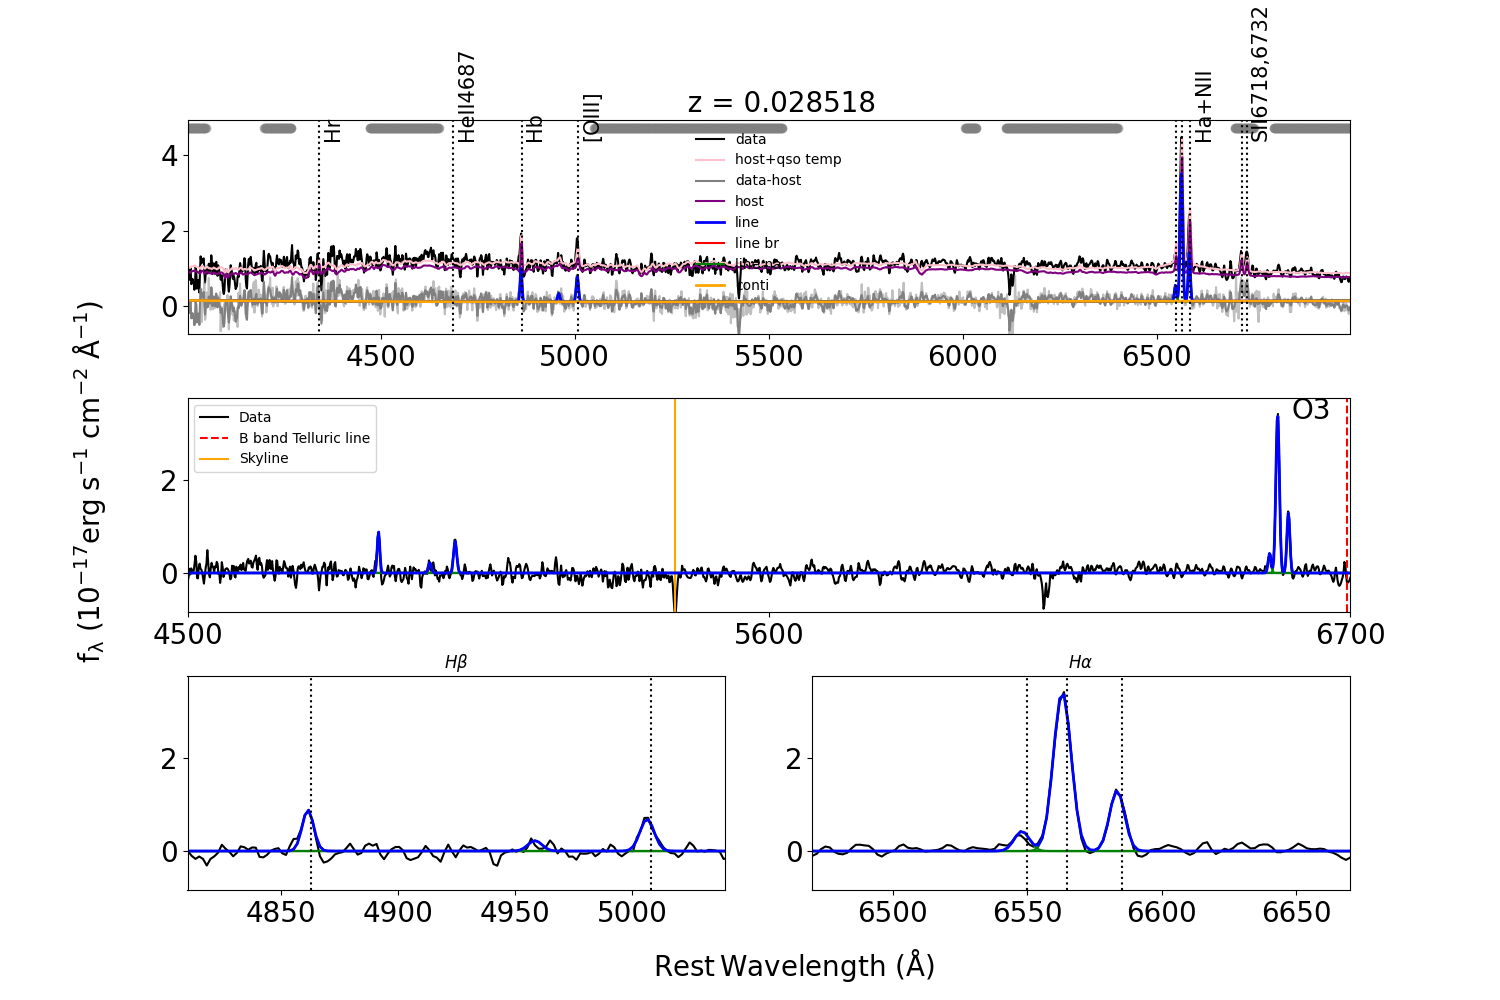 z = 0.028518
Hr
HeII4687
Hb
[OIII]
Ha+NII
SII6718,6732
data
host+qso temp
data-host
host
line
line br
conti
4
2
0
4500
5000
5500
6000
6500
fλ (10⁻¹⁷erg s⁻¹ cm⁻² Å⁻¹)
Data
B band Telluric line
Skyline
O3
2
0
4500
5600
6700
Hβ
2
0
4850
4900
4950
5000
Hα
2
0
6500
6550
6600
6650
Rest Wavelength (Å)